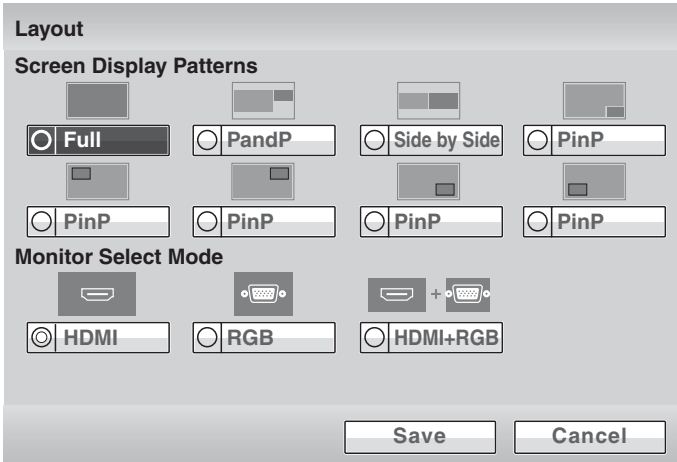 Layout
Screen Display Patterns
Full PandP Side by Side PinP
PinP PinP PinP PinP
Monitor Select Mode
+
HDMI RGB HDMI+RGB
Save Cancel